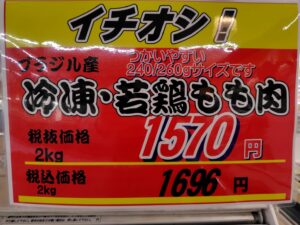 イチオシ！
ブラジル産
つかいやすい
240/260gサイズです
冷凍・若鶏もも肉
税抜価格
2kg
1570円
税込価格
2kg
1696円